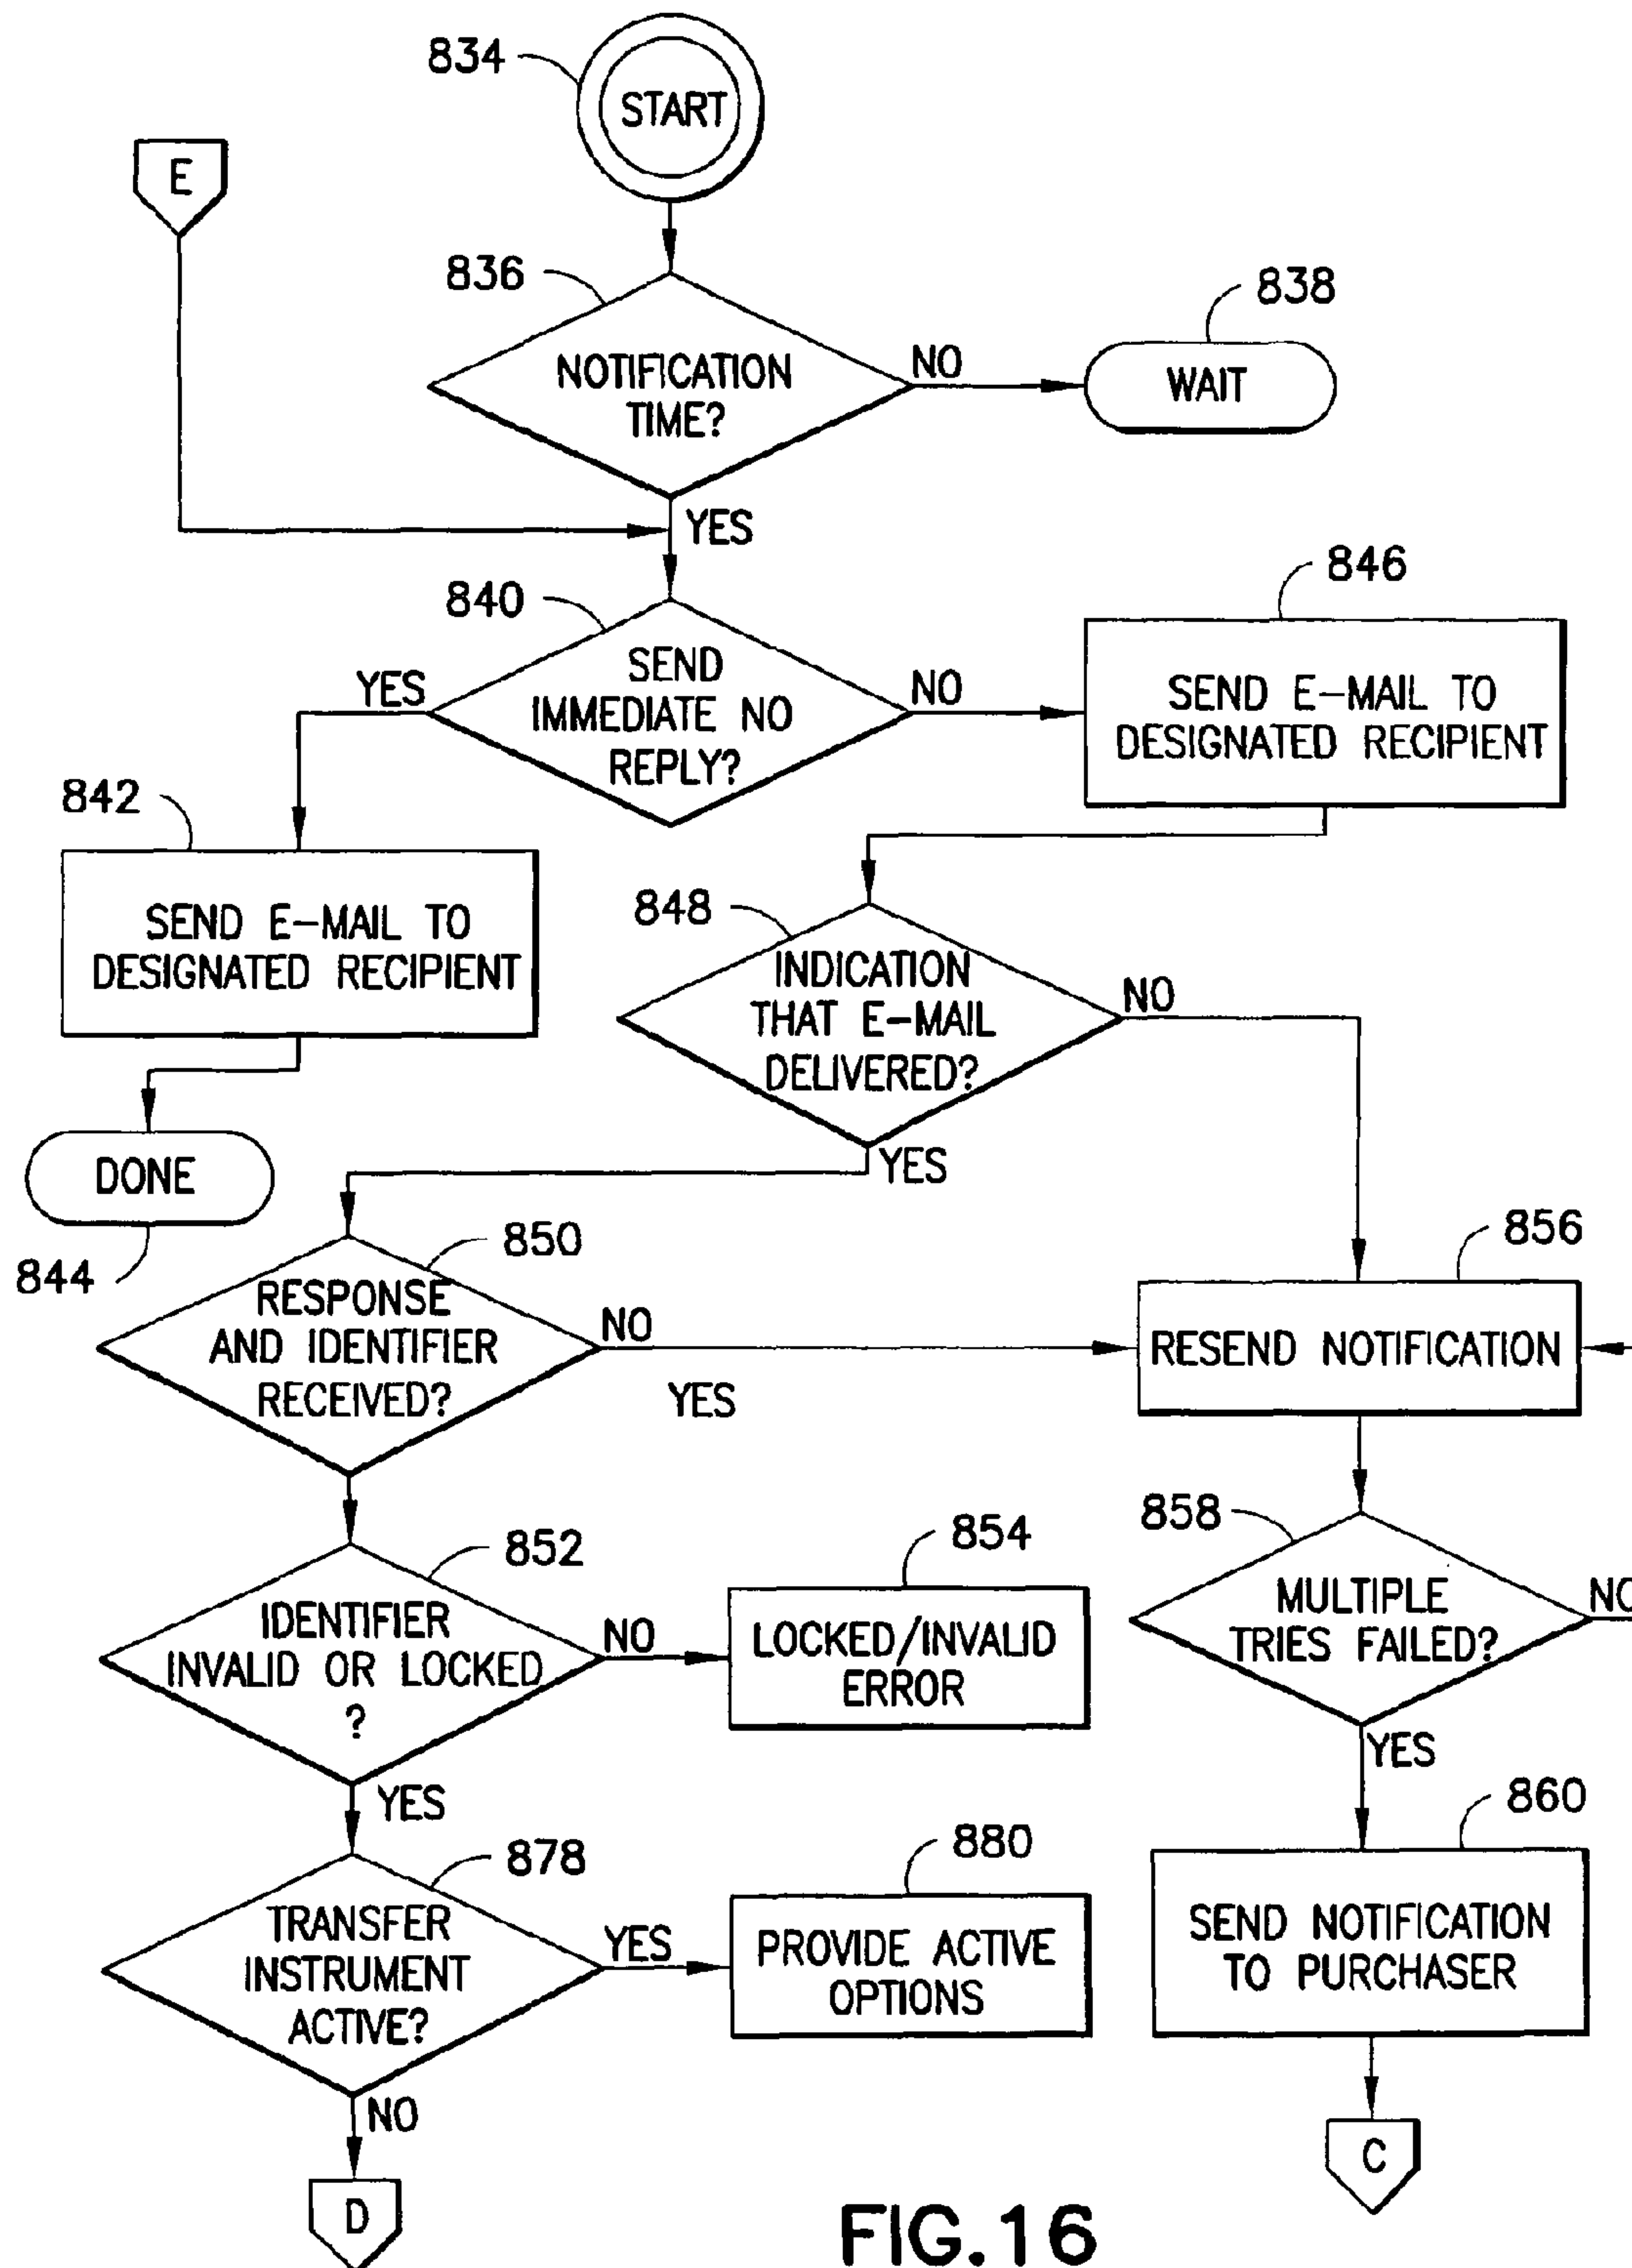 834
START
E
836
838
NOTIFICATION
TIME?
NO
WAIT
YES
840
846
SEND
IMMEDIATE NO
REPLY?
YES
NO
SEND E-MAIL TO
DESIGNATED RECIPIENT
842
SEND E-MAIL TO
DESIGNATED RECIPIENT
848
INDICATION
THAT E-MAIL
DELIVERED?
NO
YES
DONE
844
850
RESPONSE
AND IDENTIFIER
RECEIVED?
NO
YES
856
RESEND NOTIFICATION
852
IDENTIFIER
INVALID OR LOCKED
?
NO
YES
854
LOCKED/INVALID
ERROR
858
MULTIPLE
TRIES FAILED?
NO
YES
878
TRANSFER
INSTRUMENT
ACTIVE?
YES
NO
880
PROVIDE ACTIVE
OPTIONS
860
SEND NOTIFICATION
TO PURCHASER
C
D
FIG.16